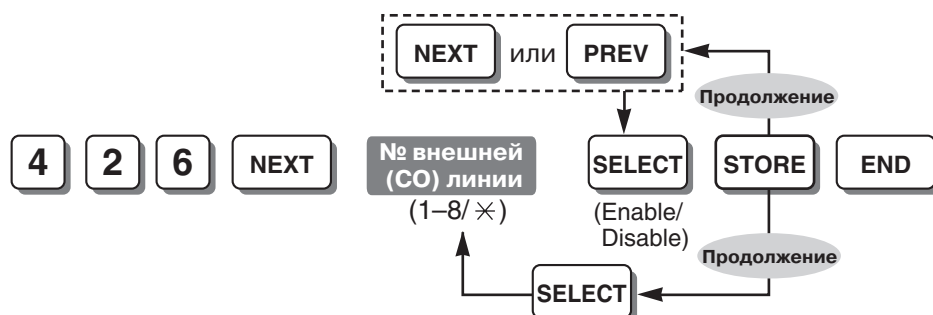 NEXT или PREV
Продолжение
4 2 6 NEXT № внешней (CO) линии SELECT STORE END
(1–8/ ✳) (Enable/ Disable)
Продолжение
SELECT